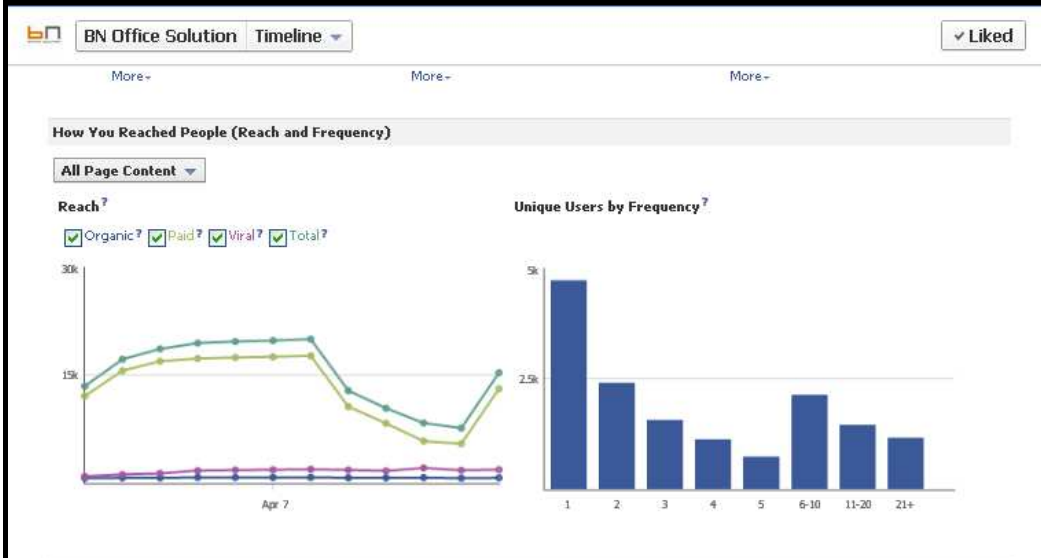 bn
BN Office Solution Timeline
Liked
More
More
More
How You Reached People (Reach and Frequency)
All Page Content
Reach?
Organic? Paid? Viral? Total?
30k
15k
Apr 7
Unique Users by Frequency?
5k
2.5k
1 2 3 4 5 6-10 11-20 21+